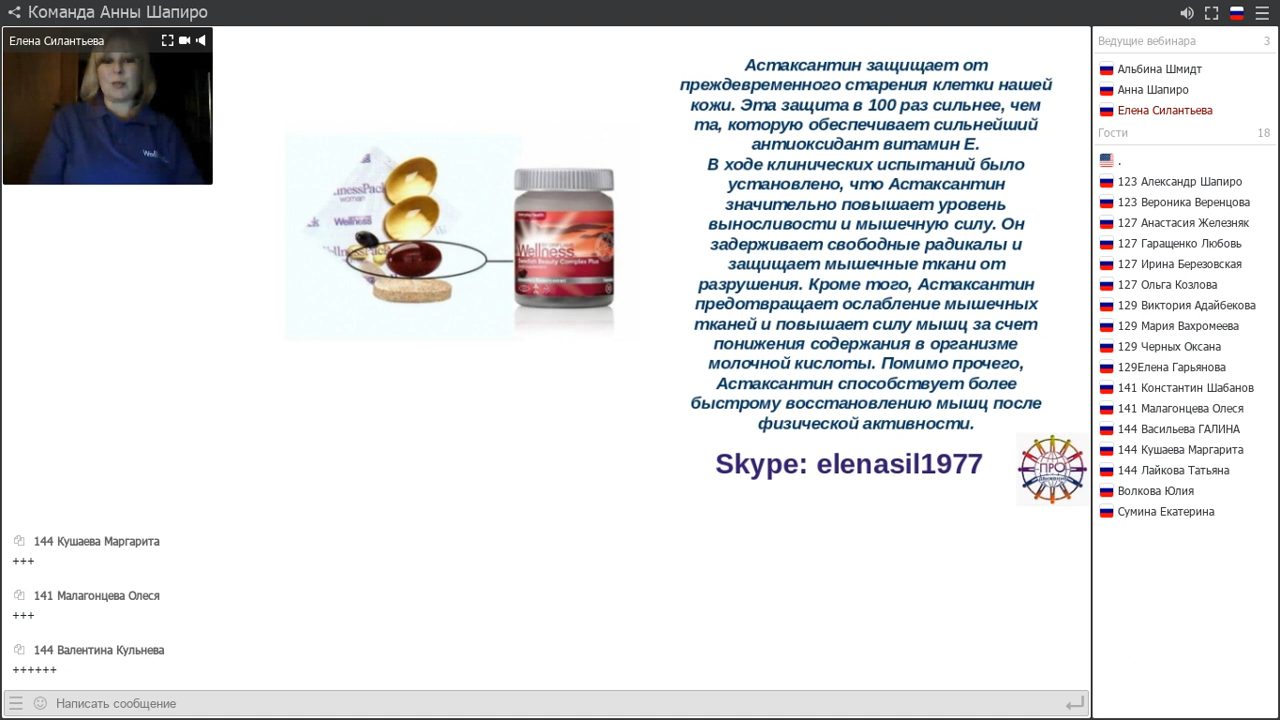 Команда Анны Шапиро
Елена Силантьева
Астаксантин защищает от
преждевременного старения клетки нашей
кожи. Эта защита в 100 раз сильнее, чем
та, которую обеспечивает сильнейший
антиоксидант витамин Е.
В ходе клинических испытаний было
установлено, что Астаксантин
значительно повышает уровень
выносливости и мышечную силу. Он
задерживает свободные радикалы и
защищает мышечные ткани от
разрушения. Кроме того, Астаксантин
предотвращает ослабление мышечных
тканей и повышает силу мышц за счет
понижения содержания в организме
молочной кислоты. Помимо прочего,
Астаксантин способствует более
быстрому восстановлению мышц после
физической активности.
Skype: elenasil1977
ПРО
woman
Wellness
Wellness
Swedish Beauty Complex Plus
144 Кушаева Маргарита
+++
141 Малагонцева Олеся
+++
144 Валентина Кульнева
++++++
Написать сообщение
Ведущие вебинара 3
Альбина Шмидт
Анна Шапиро
Елена Силантьева
Гости 18
.
123 Александр Шапиро
123 Вероника Веренцова
127 Анастасия Железняк
127 Гаращенко Любовь
127 Ирина Березовская
127 Ольга Козлова
129 Виктория Адайбекова
129 Мария Вахромеева
129 Черных Оксана
129Елена Гарьянова
141 Константин Шабанов
141 Малагонцева Олеся
144 Васильева ГАЛИНА
144 Кушаева Маргарита
144 Лайкова Татьяна
Волкова Юлия
Сумина Екатерина